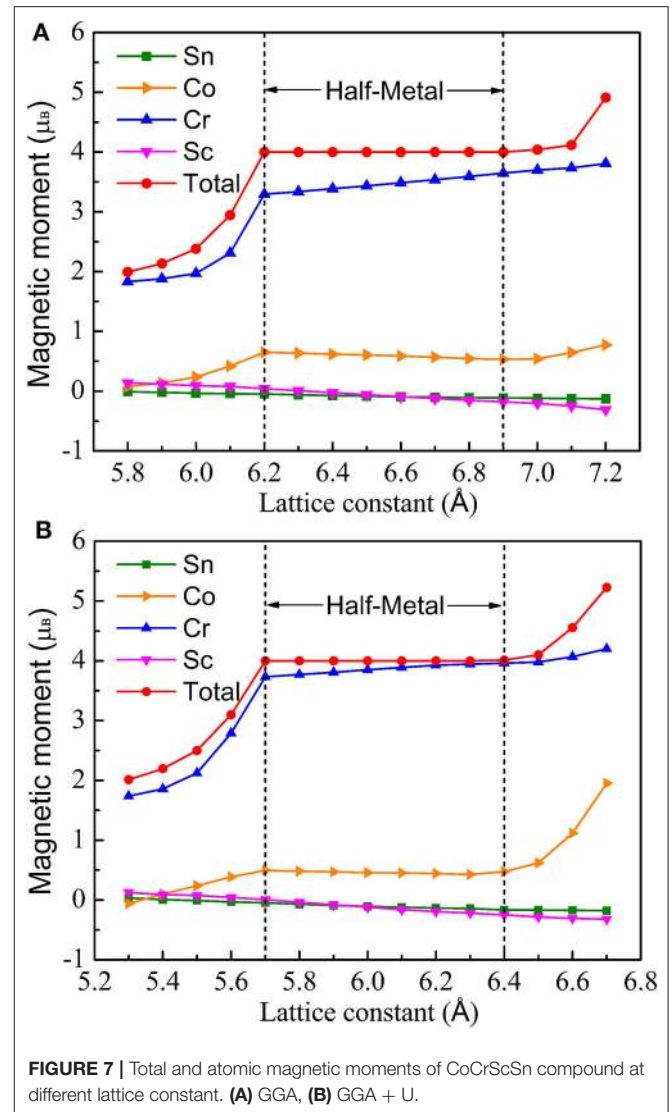 A
Sn
Co
Cr
Sc
Total
Half-Metal
6
5
4
3
2
1
0
-1
Magnetic moment (μB)
5.8 6.0 6.2 6.4 6.6 6.8 7.0 7.2
Lattice constant (Å)
B
Sn
Co
Cr
Sc
Total
Half-Metal
6
5
4
3
2
1
0
-1
Magnetic moment (μB)
5.2 5.4 5.6 5.8 6.0 6.2 6.4 6.6 6.8
Lattice constant (Å)
FIGURE 7 | Total and atomic magnetic moments of CoCrScSn compound at
different lattice constant. (A) GGA, (B) GGA + U.